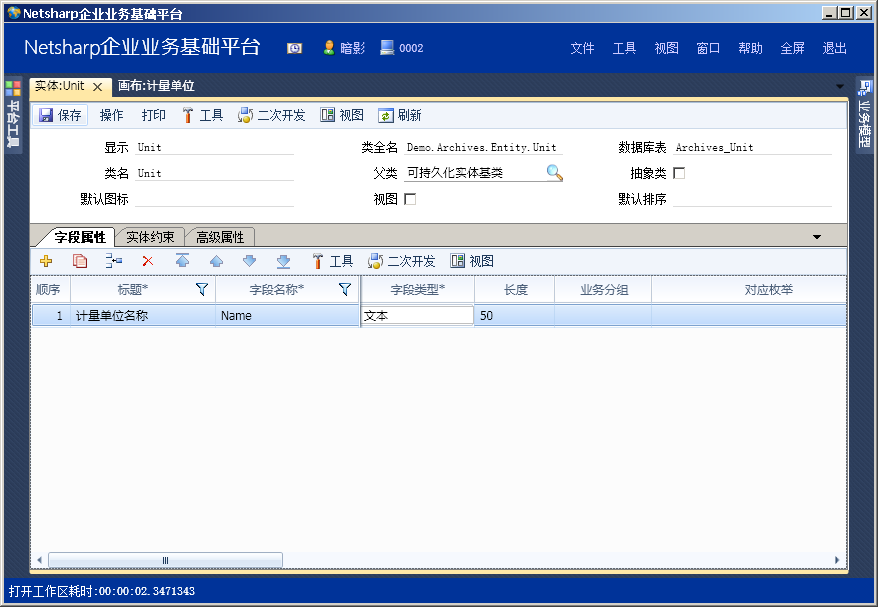 Netsharp企业业务基础平台
Netsharp企业业务基础平台 暗影 0002 文件 工具 视图 窗口 帮助 全屏 退出
平台工具
实体:Unit 画布:计量单位
业务模型
保存 操作 打印 工具 二次开发 视图 刷新
显示 Unit 类全名 Demo.Archives.Entity.Unit 数据库表 Archives_Unit
类名 Unit 父类 可持久化实体基类 抽象类
默认图标 视图 默认排序
字段属性 实体约束 高级属性
工具 二次开发 视图
顺序 标题* 字段名称* 字段类型* 长度 业务分组 对应枚举
1 计量单位名称 Name 文本 50
打开工作区耗时:00:00:02.3471343